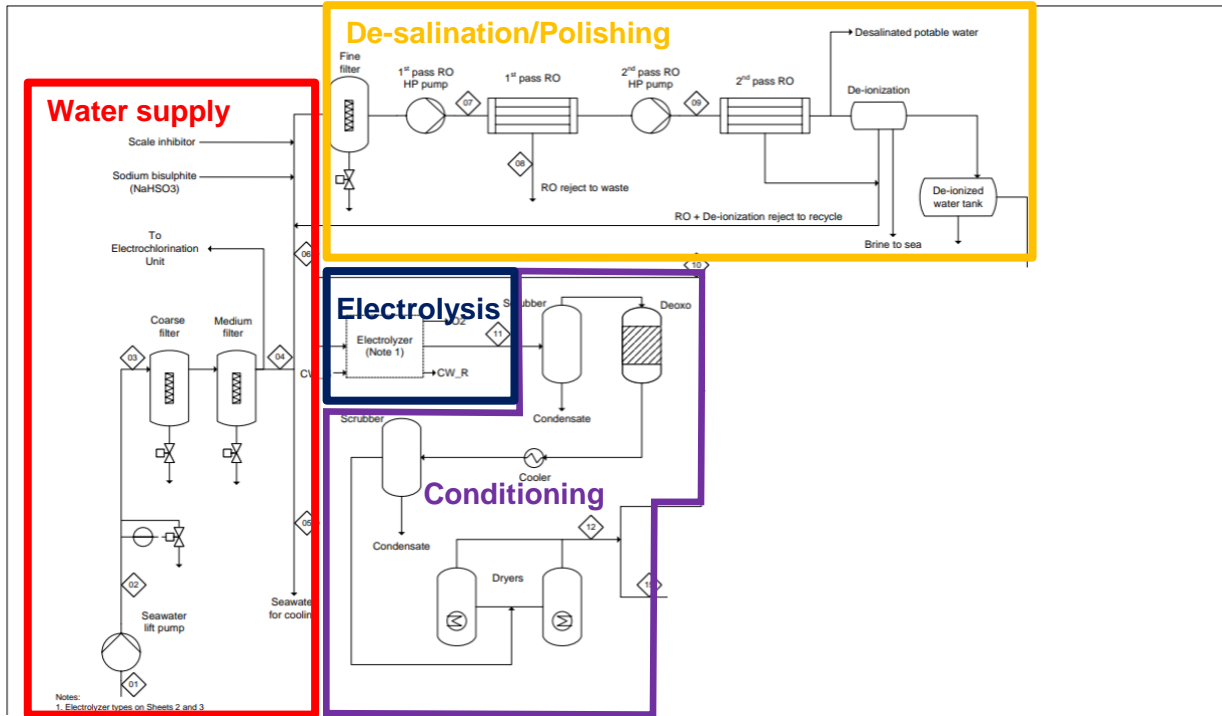 De-salination/Polishing
Desalinated potable water
Fine
filter
1st pass RO
HP pump
1st pass RO
2nd pass RO
HP pump
2nd pass RO
De-ionization
07
09
Water supply
Scale inhibitor
Sodium bisulphite
(NaHSO3)
08
RO reject to waste
De-ionized
water tank
RO + De-ionization reject to recycle
Brine to sea
To
Electrochlorination
Unit
06
10
Electrolysis
Scrubber
Deoxo
O2
11
Coarse
filter
Medium
filter
Electrolyzer
(Note 1)
03
04
CW
CW_R
Condensate
Scrubber
Cooler
Conditioning
05
12
Condensate
Dryers
02
Seawater
for coolin
Seawater
lift pump
01
Notes:
1. Electrolyzer types on Sheets 2 and 3